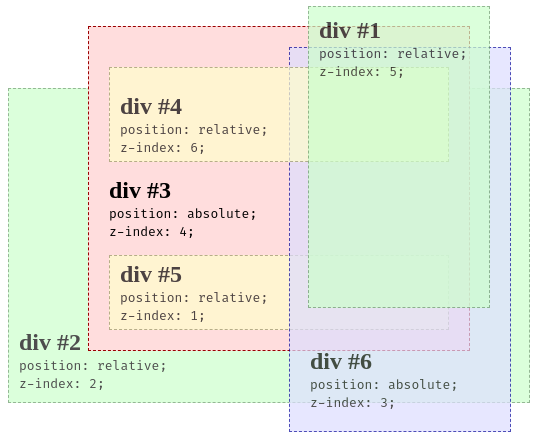 div #1
position: relative;
z-index: 5;
div #4
position: relative;
z-index: 6;
div #3
position: absolute;
z-index: 4;
div #5
position: relative;
z-index: 1;
div #2
position: relative;
z-index: 2;
div #6
position: absolute;
z-index: 3;